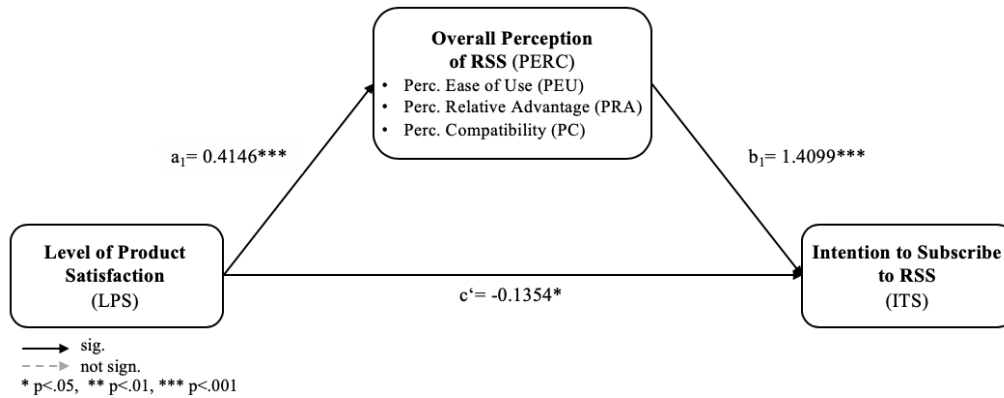 Overall Perception
of RSS (PERC)
• Perc. Ease of Use (PEU)
• Perc. Relative Advantage (PRA)
• Perc. Compatibility (PC)
a₁= 0.4146***
b₁= 1.4099***
Level of Product
Satisfaction
(LPS)
Intention to Subscribe
to RSS
(ITS)
c‘= -0.1354*
sig.
not sign.
* p<.05, ** p<.01, *** p<.001